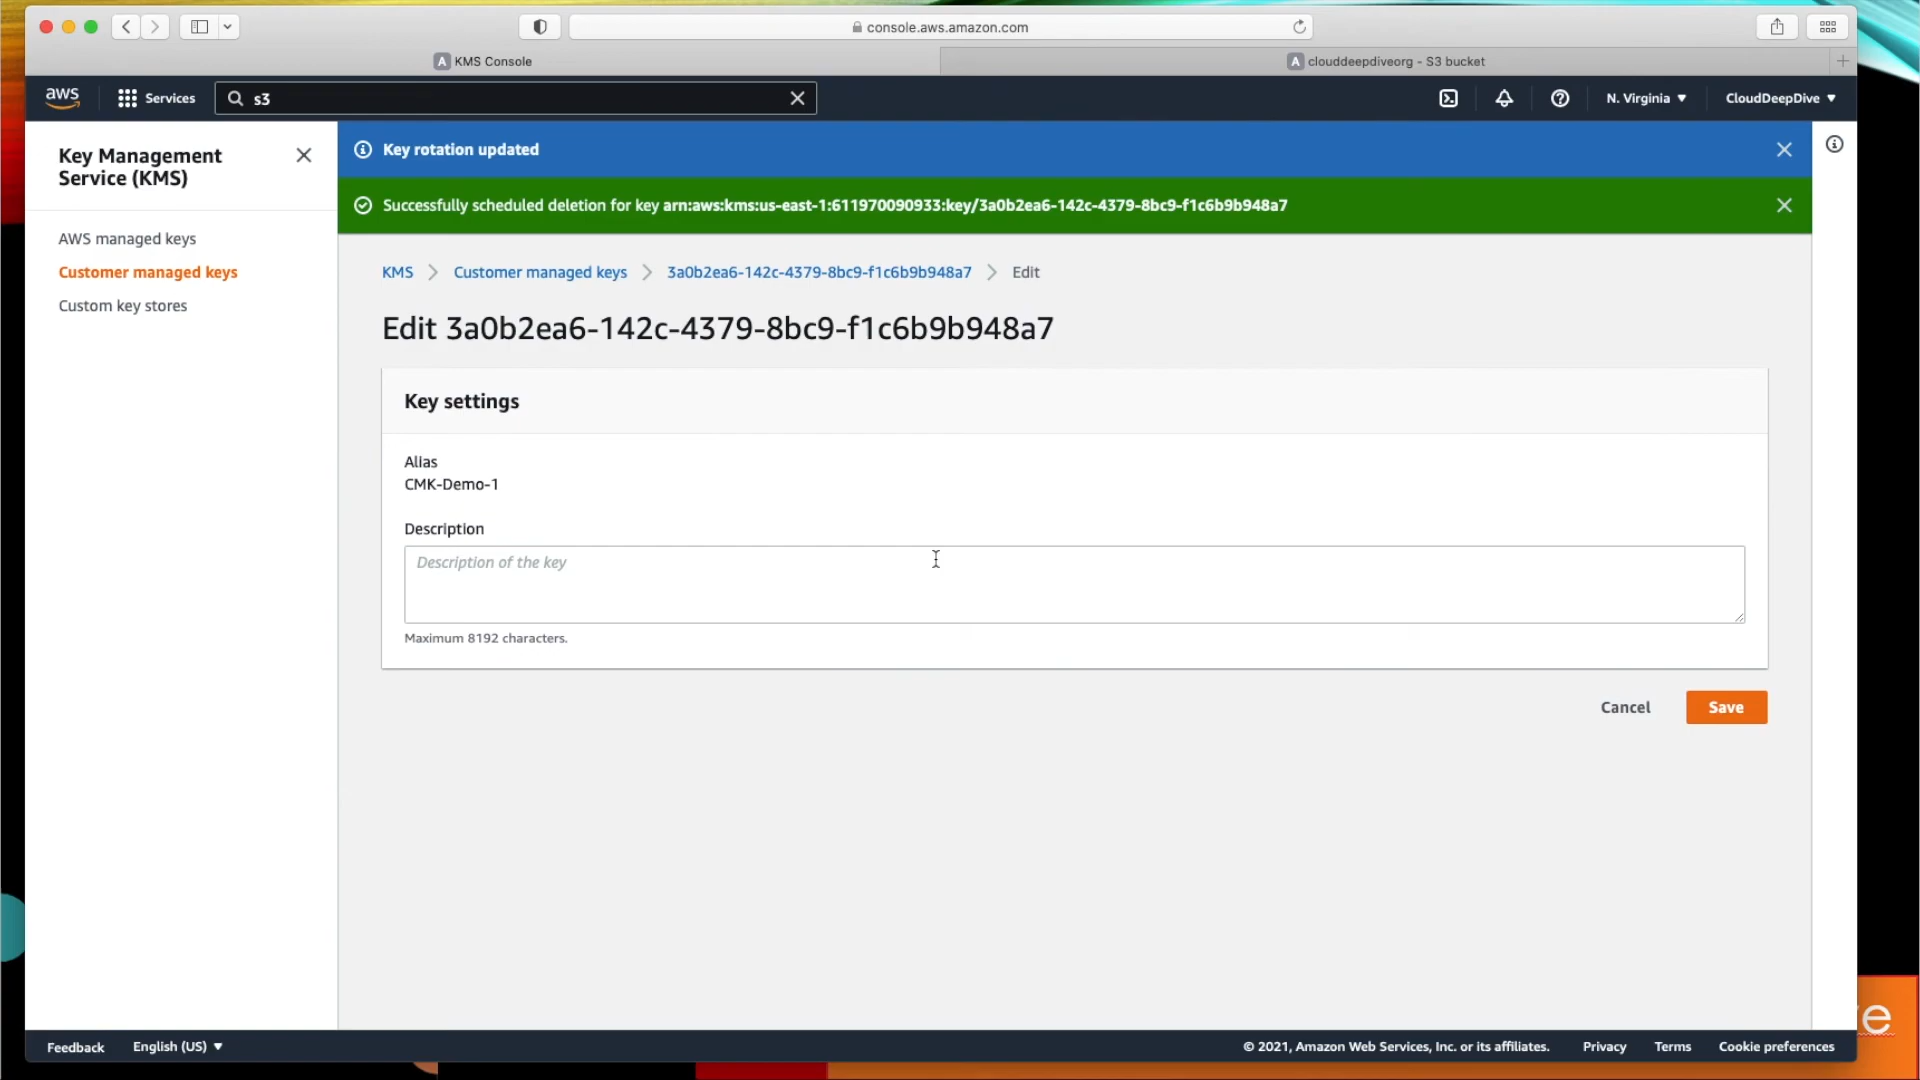 console.aws.amazon.com
A KMS Console
A clouddeepdiveorg - S3 bucket
aws Services s3 N. Virginia ▼ CloudDeepDive ▼
Key Management
Service (KMS)
AWS managed keys
Customer managed keys
Custom key stores
Key rotation updated
Successfully scheduled deletion for key arn:aws:kms:us-east-1:611970090933:key/3a0b2ea6-142c-4379-8bc9-f1c6b9b948a7
KMS > Customer managed keys > 3a0b2ea6-142c-4379-8bc9-f1c6b9b948a7 > Edit
Edit 3a0b2ea6-142c-4379-8bc9-f1c6b9b948a7
Key settings
Alias
CMK-Demo-1
Description
Description of the key
Maximum 8192 characters.
Cancel Save
Feedback English (US) ▼ © 2021, Amazon Web Services, Inc. or its affiliates. Privacy Terms Cookie preferences